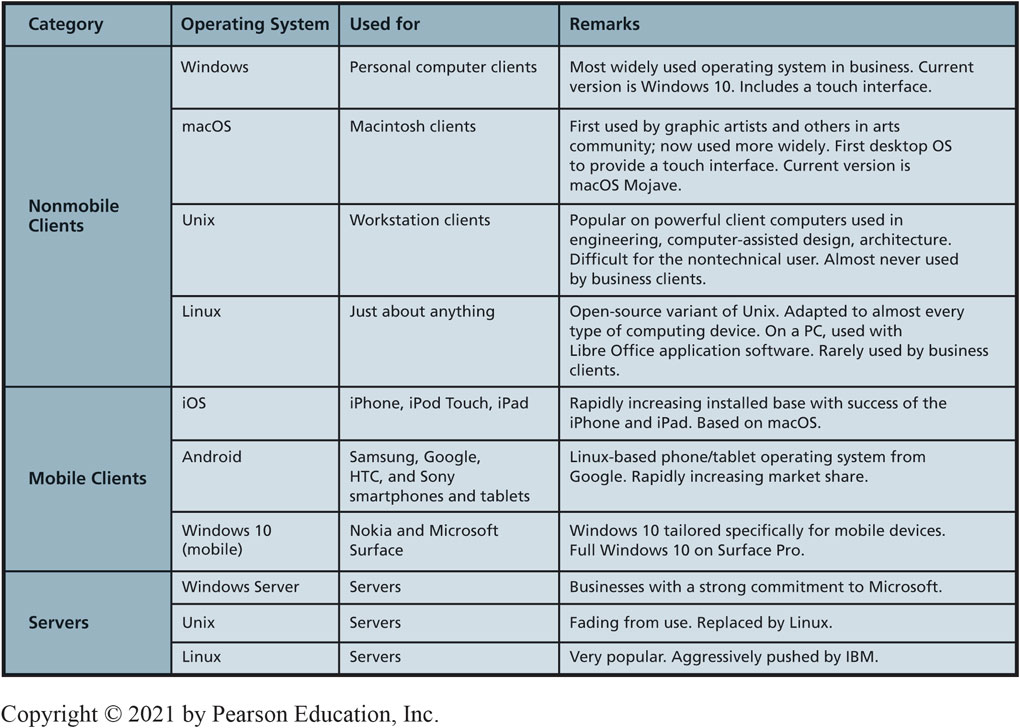 Category Operating System Used for Remarks
Nonmobile
Clients
Windows Personal computer clients Most widely used operating system in business. Current
version is Windows 10. Includes a touch interface.
macOS Macintosh clients First used by graphic artists and others in arts
community; now used more widely. First desktop OS
to provide a touch interface. Current version is
macOS Mojave.
Unix Workstation clients Popular on powerful client computers used in
engineering, computer-assisted design, architecture.
Difficult for the nontechnical user. Almost never used
by business clients.
Linux Just about anything Open-source variant of Unix. Adapted to almost every
type of computing device. On a PC, used with
Libre Office application software. Rarely used by business
clients.
Mobile Clients
iOS iPhone, iPod Touch, iPad Rapidly increasing installed base with success of the
iPhone and iPad. Based on macOS.
Android Samsung, Google, Linux-based phone/tablet operating system from
HTC, and Sony Google. Rapidly increasing market share.
smartphones and tablets
Windows 10 Nokia and Microsoft Windows 10 tailored specifically for mobile devices.
(mobile) Surface Full Windows 10 on Surface Pro.
Servers
Windows Server Servers Businesses with a strong commitment to Microsoft.
Unix Servers Fading from use. Replaced by Linux.
Linux Servers Very popular. Aggressively pushed by IBM.
Copyright © 2021 by Pearson Education, Inc.